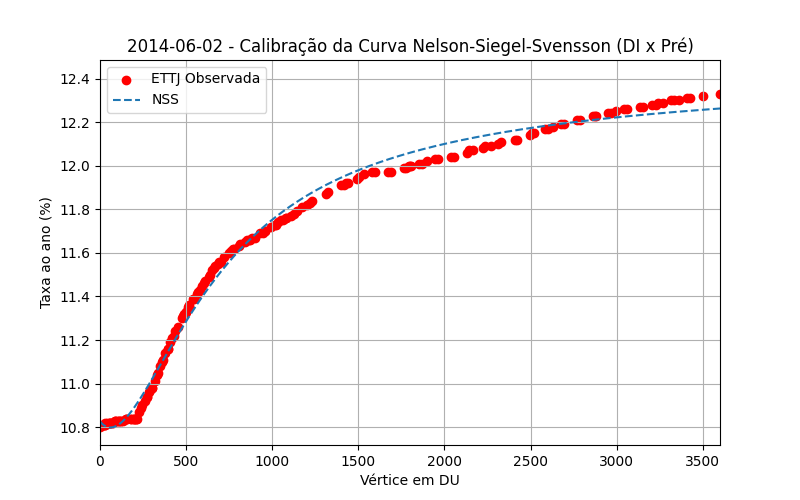 2014-06-02 - Calibração da Curva Nelson-Siegel-Svensson (DI x Pré)
ETTJ Observada
NSS
Taxa ao ano (%)
12.4
12.2
12.0
11.8
11.6
11.4
11.2
11.0
10.8
0 500 1000 1500 2000 2500 3000 3500
Vértice em DU